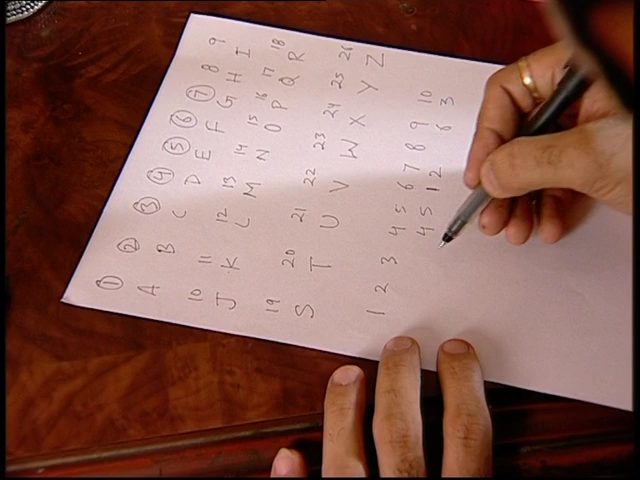 1 2 3 4 5 6 7 8 9
A B C D E F G H I
10 11 12 13 14 15 16 17 18
J K L M N O P Q R
19 20 21 22 23 24 25 26
S T U V W X Y Z
1 2 3 4 5 6 7 8 9 10
4 5 1 2 6 3